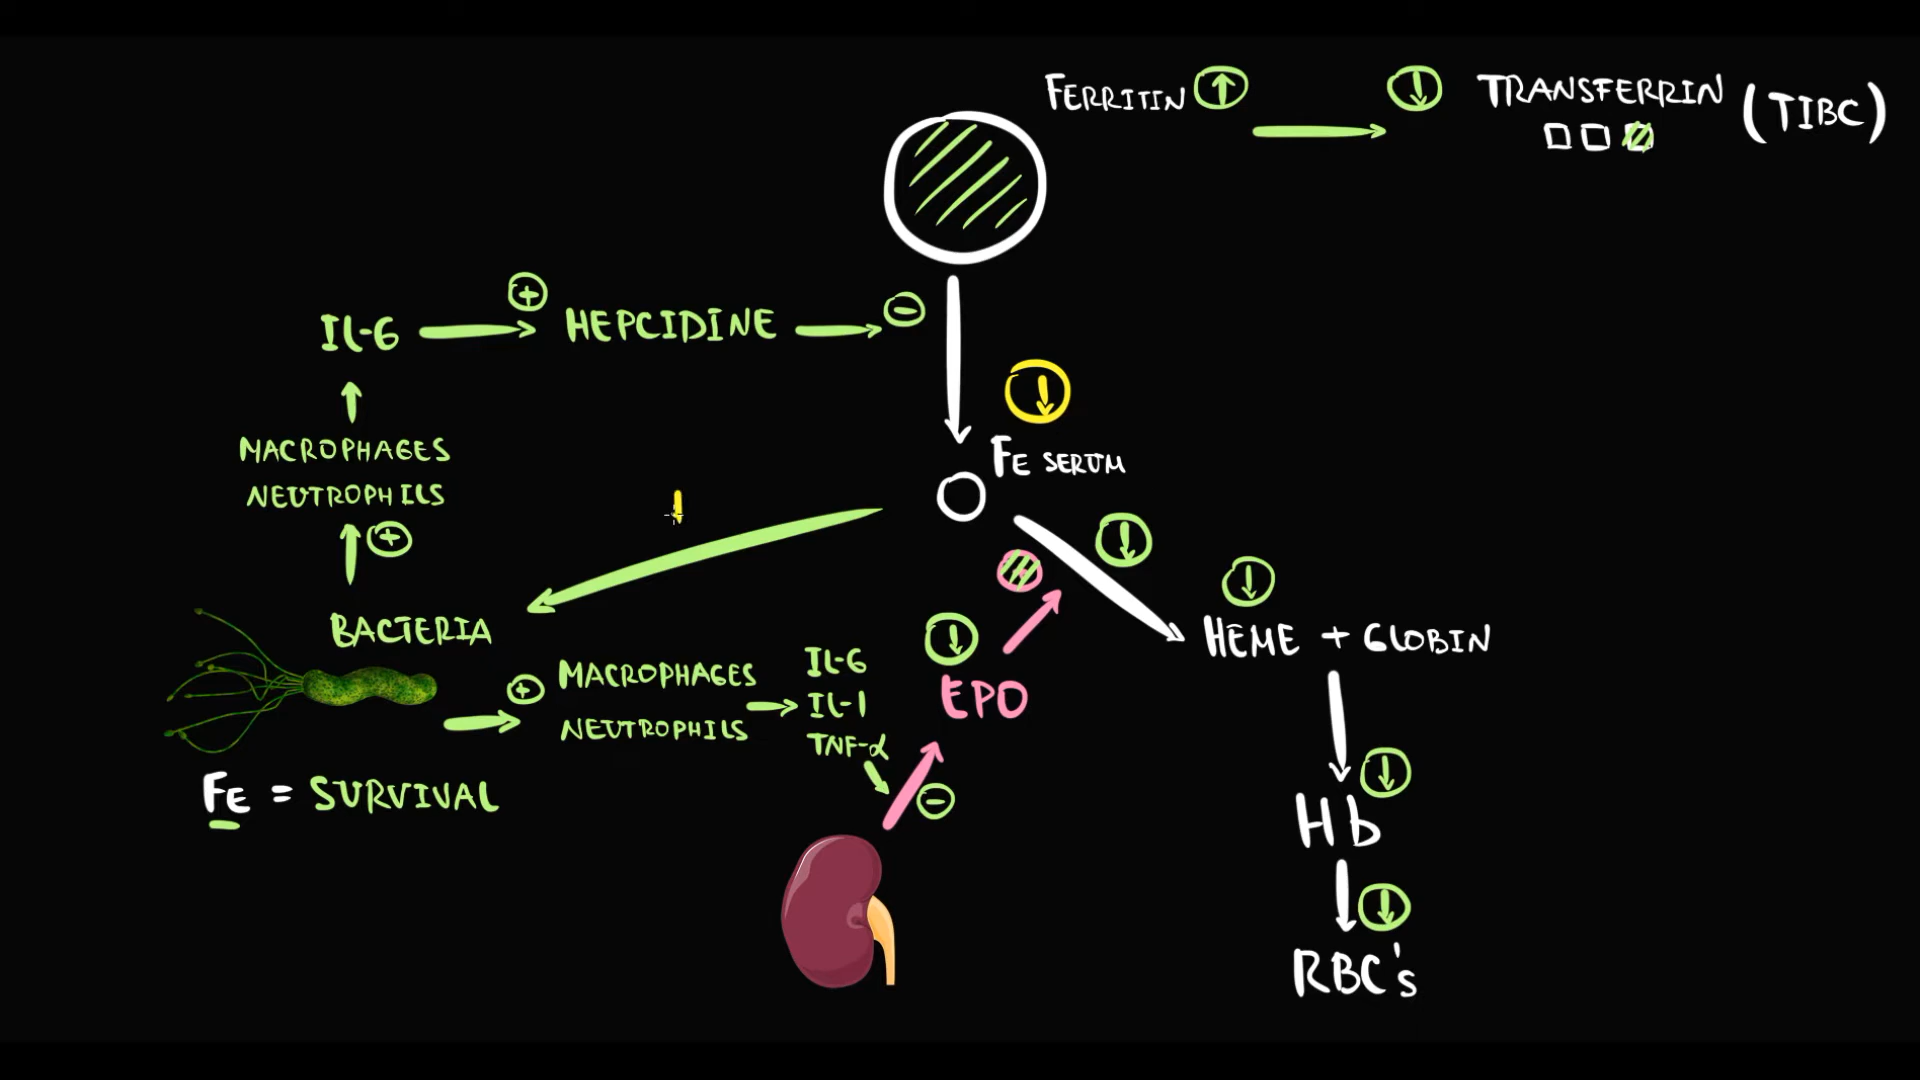 FERRITIN
TRANSFERRIN (TIBC)
IL-6 + HEPCIDINE -
FE SERUM
MACROPHAGES
NEUTROPHILS
+
BACTERIA
HEME + GLOBIN
+ MACROPHAGES
NEUTROPHILS
IL-6
IL-1
TNF-α
EPO
-
FE = SURVIVAL
Hb
RBC's